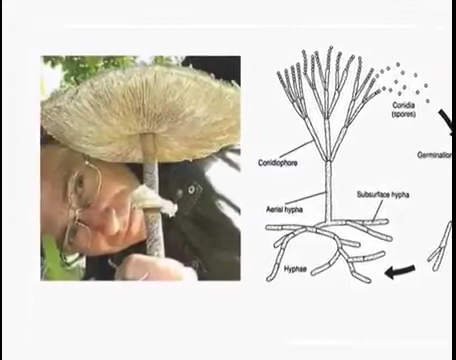 Conidia
(spores)
Conidiophore
Germination
Subsurface hypha
Aerial hypha
Hyphae